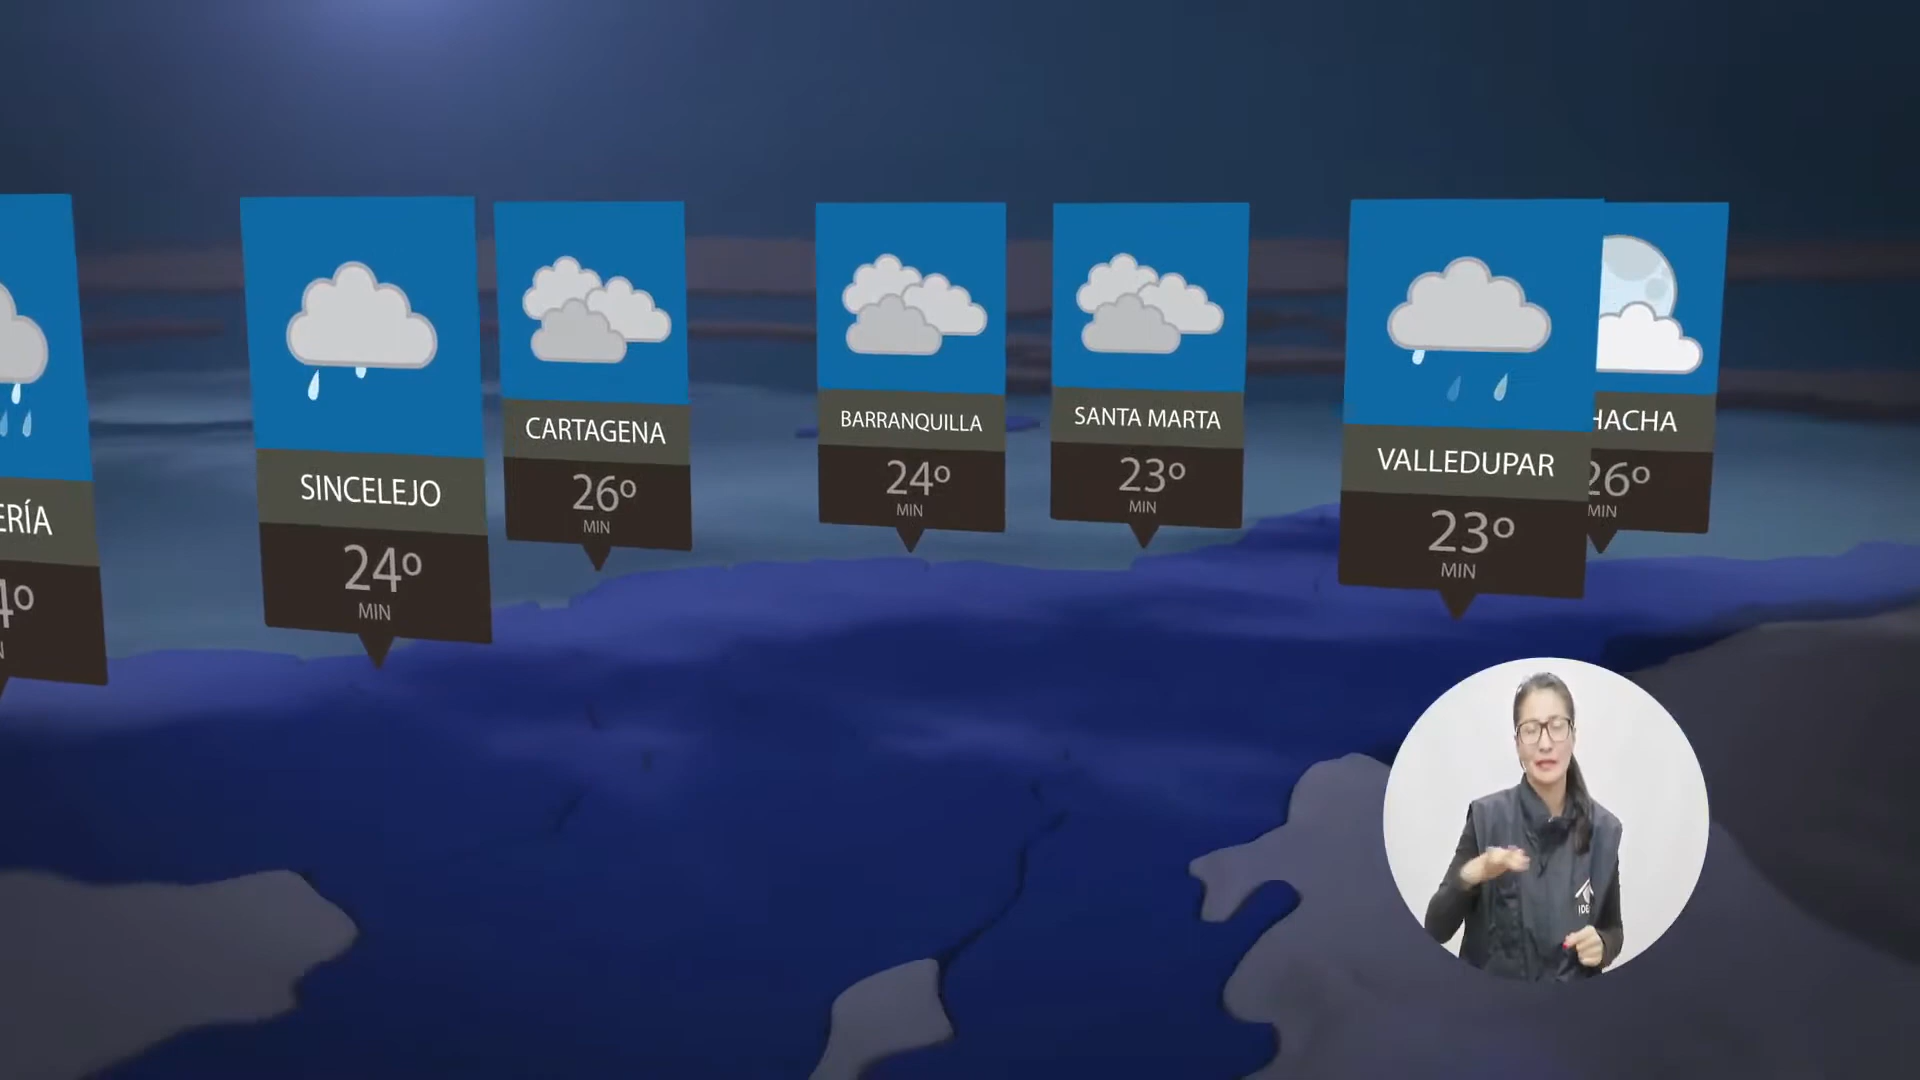 SINCELEJO
24º
MIN
CARTAGENA
26º
MIN
BARRANQUILLA
24º
MIN
SANTA MARTA
23º
MIN
VALLEDUPAR
23º
MIN
HACHA
26º
MIN
ERÍA
4º